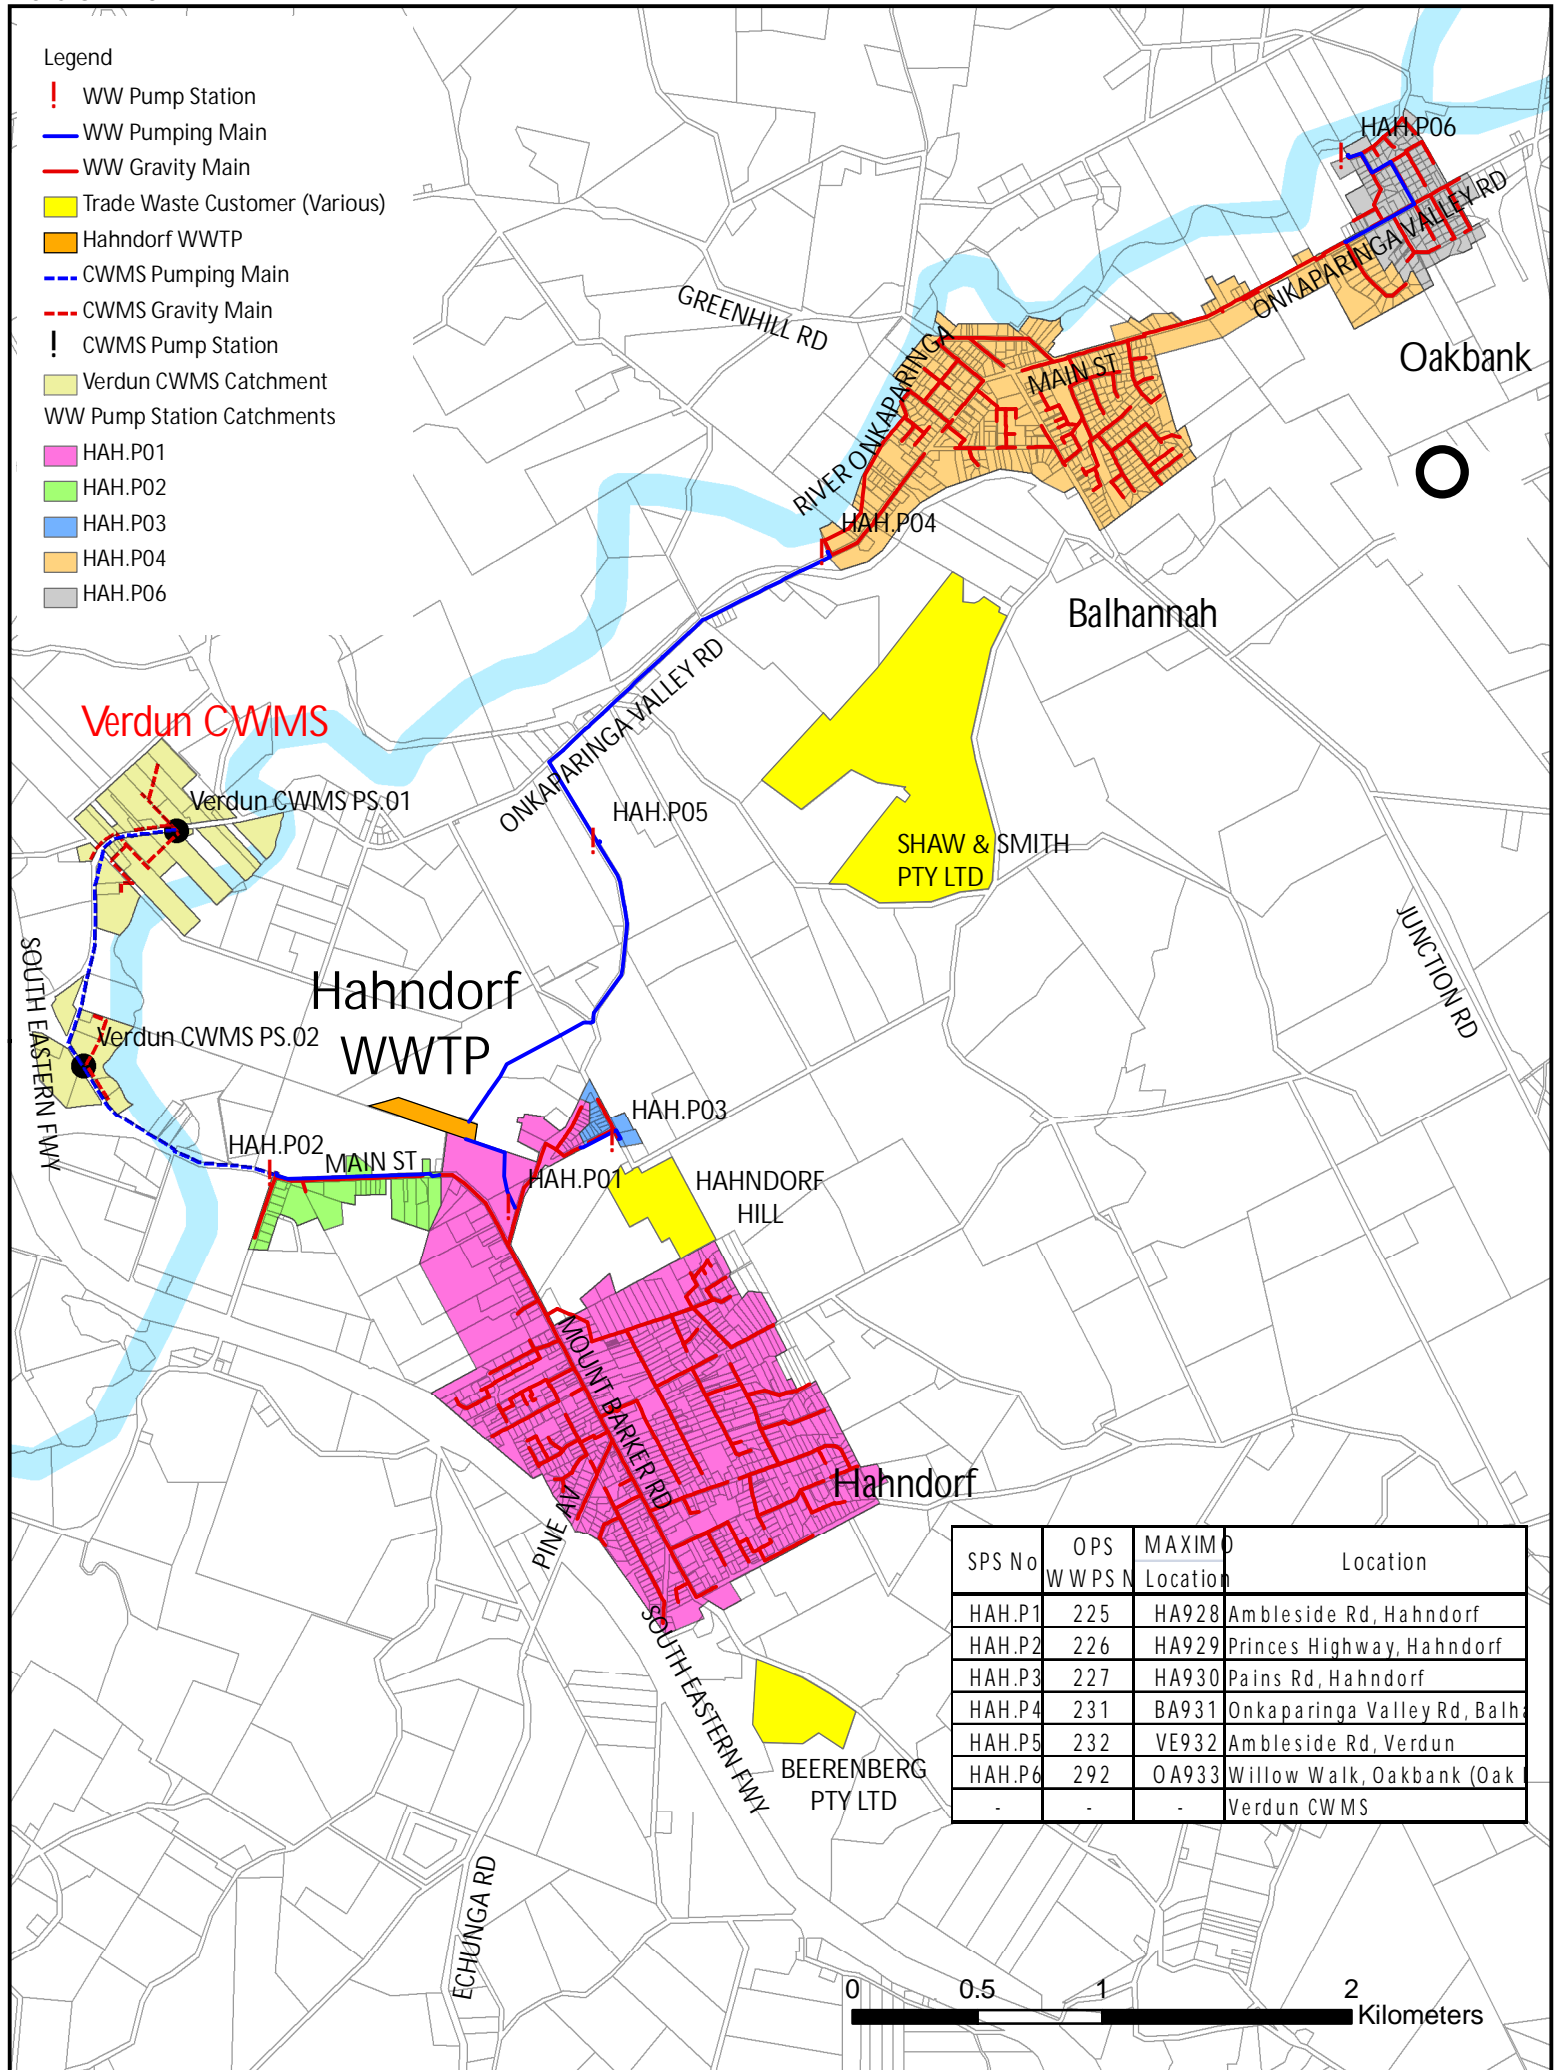 Legend
WW Pump Station
WW Pumping Main
WW Gravity Main
Trade Waste Customer (Various)
Hahndorf WWTP
CWMS Pumping Main
CWMS Gravity Main
CWMS Pump Station
Verdun CWMS Catchment
WW Pump Station Catchments
HAH.P01
HAH.P02
HAH.P03
HAH.P04
HAH.P06
HAH.P06
ONKAPARINGA VALLEY RD
GREENHILL RD
Oakbank
MAIN ST
RIVER ONKAPARINGA
HAH.P04
Balhannah
ONKAPARINGA VALLEY RD
Verdun CWMS
Verdun CWMS PS.01
HAH.P05
SHAW & SMITH
PTY LTD
JUNCTION RD
SOUTH EASTERN FWY
Hahndorf
WWTP
Verdun CWMS PS.02
HAH.P03
HAH.P02
MAIN ST
HAH.P01
HAHNDORF
HILL
MOUNT BARKER RD
Hahndorf
PINE AV
SOUTH EASTERN FWY
BEERENBERG
PTY LTD
ECHUNGA RD
SPS No OPS WWPS N MAXIMO Location Location
HAH.P1 225 HA928 Ambleside Rd, Hahndorf
HAH.P2 226 HA929 Princes Highway, Hahndorf
HAH.P3 227 HA930 Pains Rd, Hahndorf
HAH.P4 231 BA931 Onkaparinga Valley Rd, Balha
HAH.P5 232 VE932 Ambleside Rd, Verdun
HAH.P6 292 OA933 Willow Walk, Oakbank (Oak
- - - Verdun CWMS
0 0.5 1 2
Kilometers